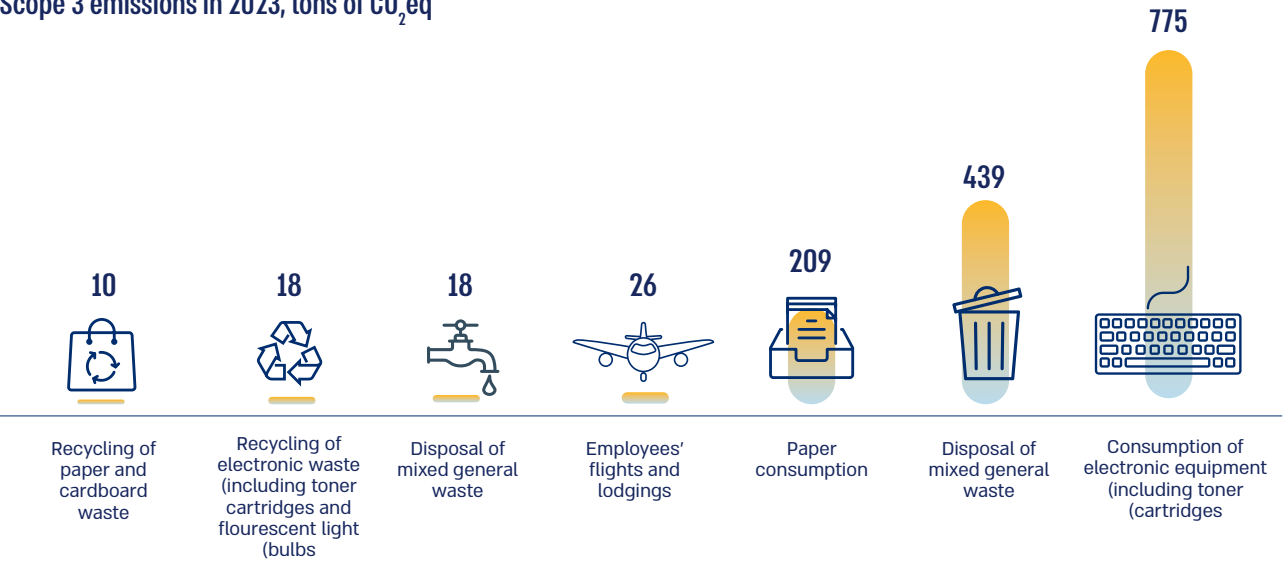 Scope 3 emissions in 2023, tons of CO₂eq
775
439
209
10
18
18
26
Recycling of
paper and
cardboard
waste
Recycling of
electronic waste
(including toner
cartridges and
flourescent light
(bulbs
Disposal of
mixed general
waste
Employees'
flights and
lodgings
Paper
consumption
Disposal of
mixed general
waste
Consumption of
electronic equipment
(including toner
(cartridges